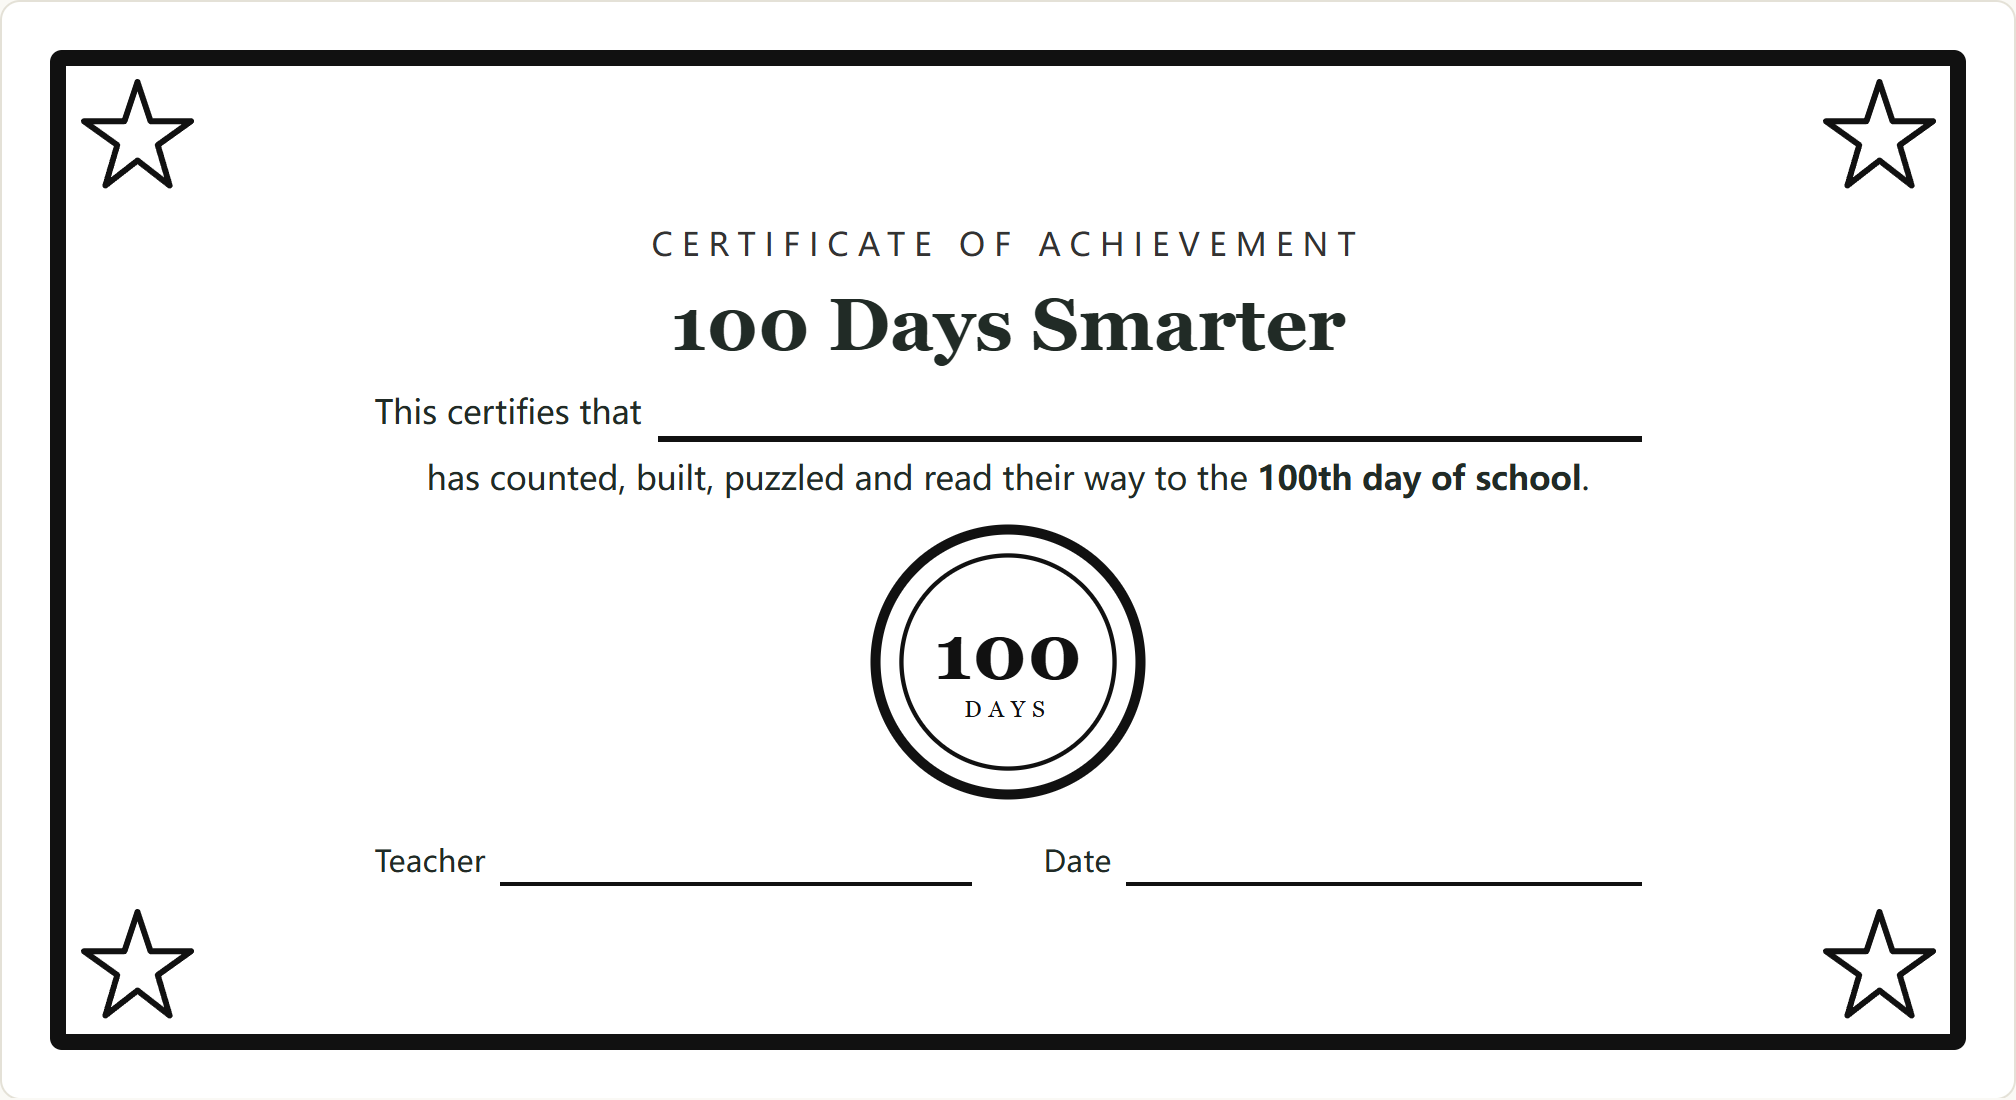 CERTIFICATE OF ACHIEVEMENT
100 Days Smarter
This certifies that
has counted, built, puzzled and read their way to the 100th day of school.
100
DAYS
Teacher
Date